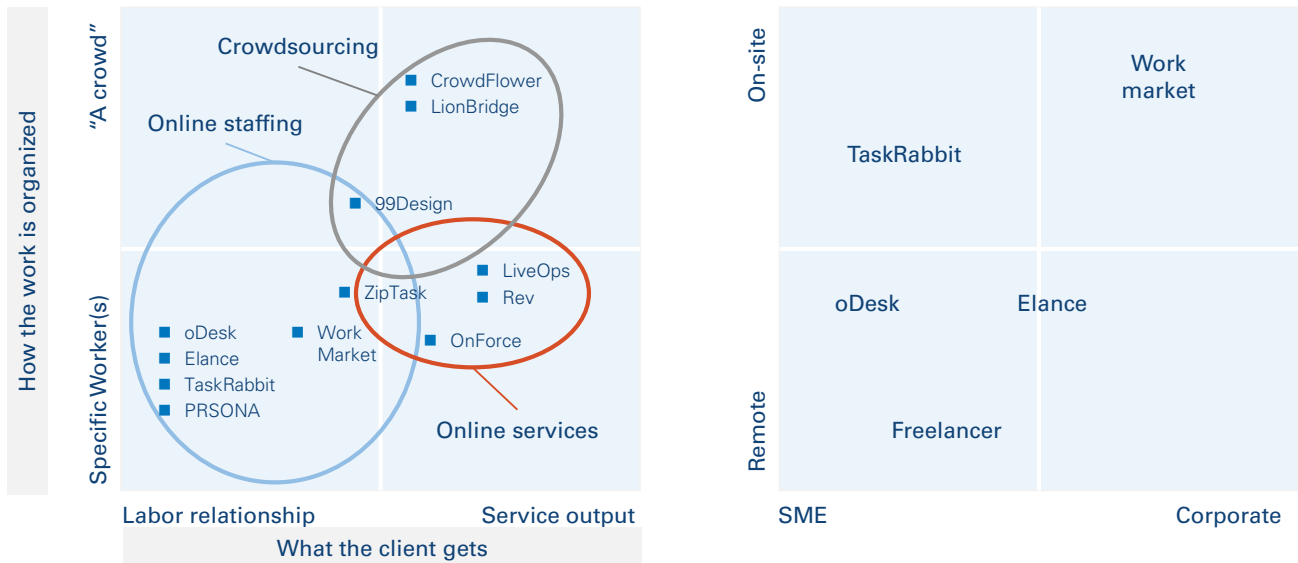 How the work is organized
“A crowd”
Specific Worker(s)
Crowdsourcing
CrowdFlower
LionBridge
Online staffing
99Design
LiveOps
ZipTask
Rev
oDesk
Work
Market
OnForce
Elance
TaskRabbit
PRSONA
Online services
Labor relationship
Service output
What the client gets
On-site
Remote
Work
market
TaskRabbit
oDesk
Elance
Freelancer
SME
Corporate